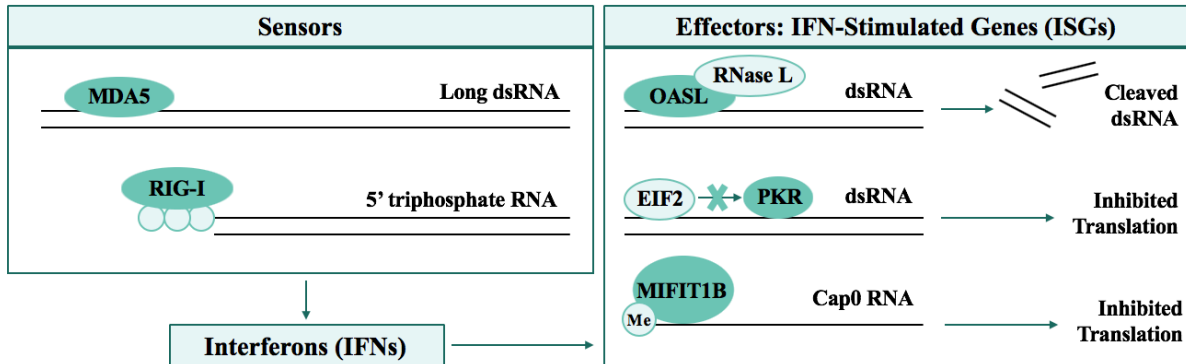 Sensors
MDA5
Long dsRNA
RIG-I
5’ triphosphate RNA
Interferons (IFNs)
Effectors: IFN-Stimulated Genes (ISGs)
OASL
RNase L
dsRNA
Cleaved
dsRNA
EIF2
PKR
dsRNA
Inhibited
Translation
MIFIT1B
Me
Cap0 RNA
Inhibited
Translation